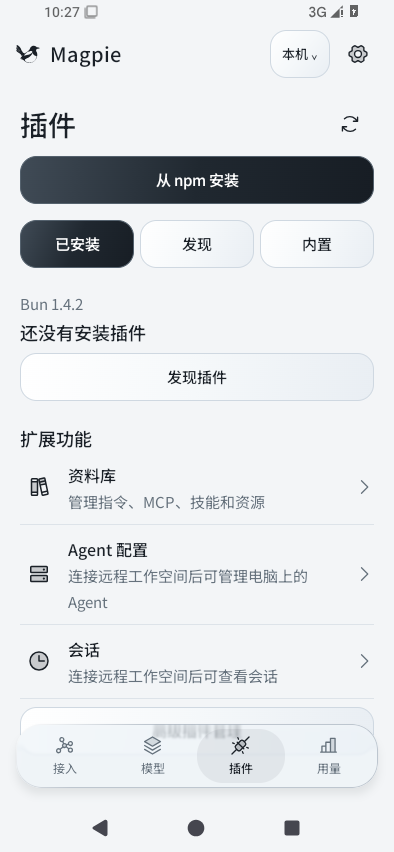 10:27
3G
Magpie
本机
插件
从 npm 安装
已安装
发现
内置
Bun 1.4.2
还没有安装插件
发现插件
扩展功能
资料库
管理指令、MCP、技能和资源
Agent 配置
连接远程工作空间后可管理电脑上的
Agent
会话
连接远程工作空间后可查看会话
接入
模型
插件
用量